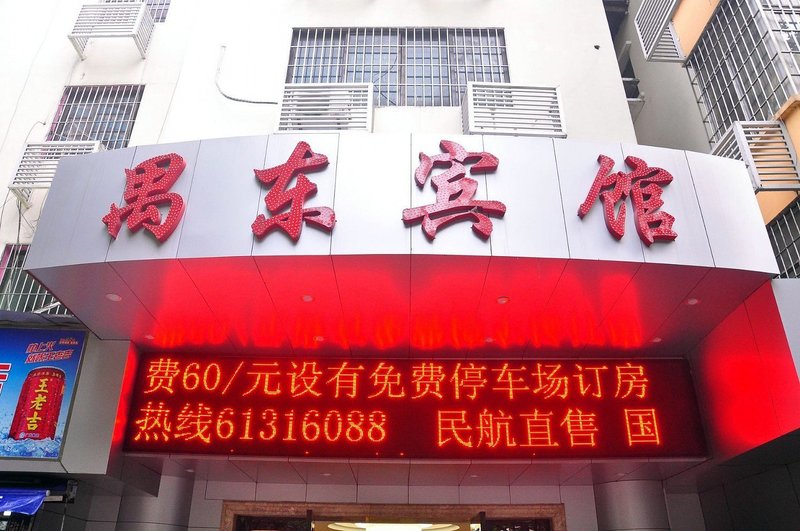 禺东宾馆
费60/元设有免费停车场订房
热线61316088 民航直售 国
王老吉